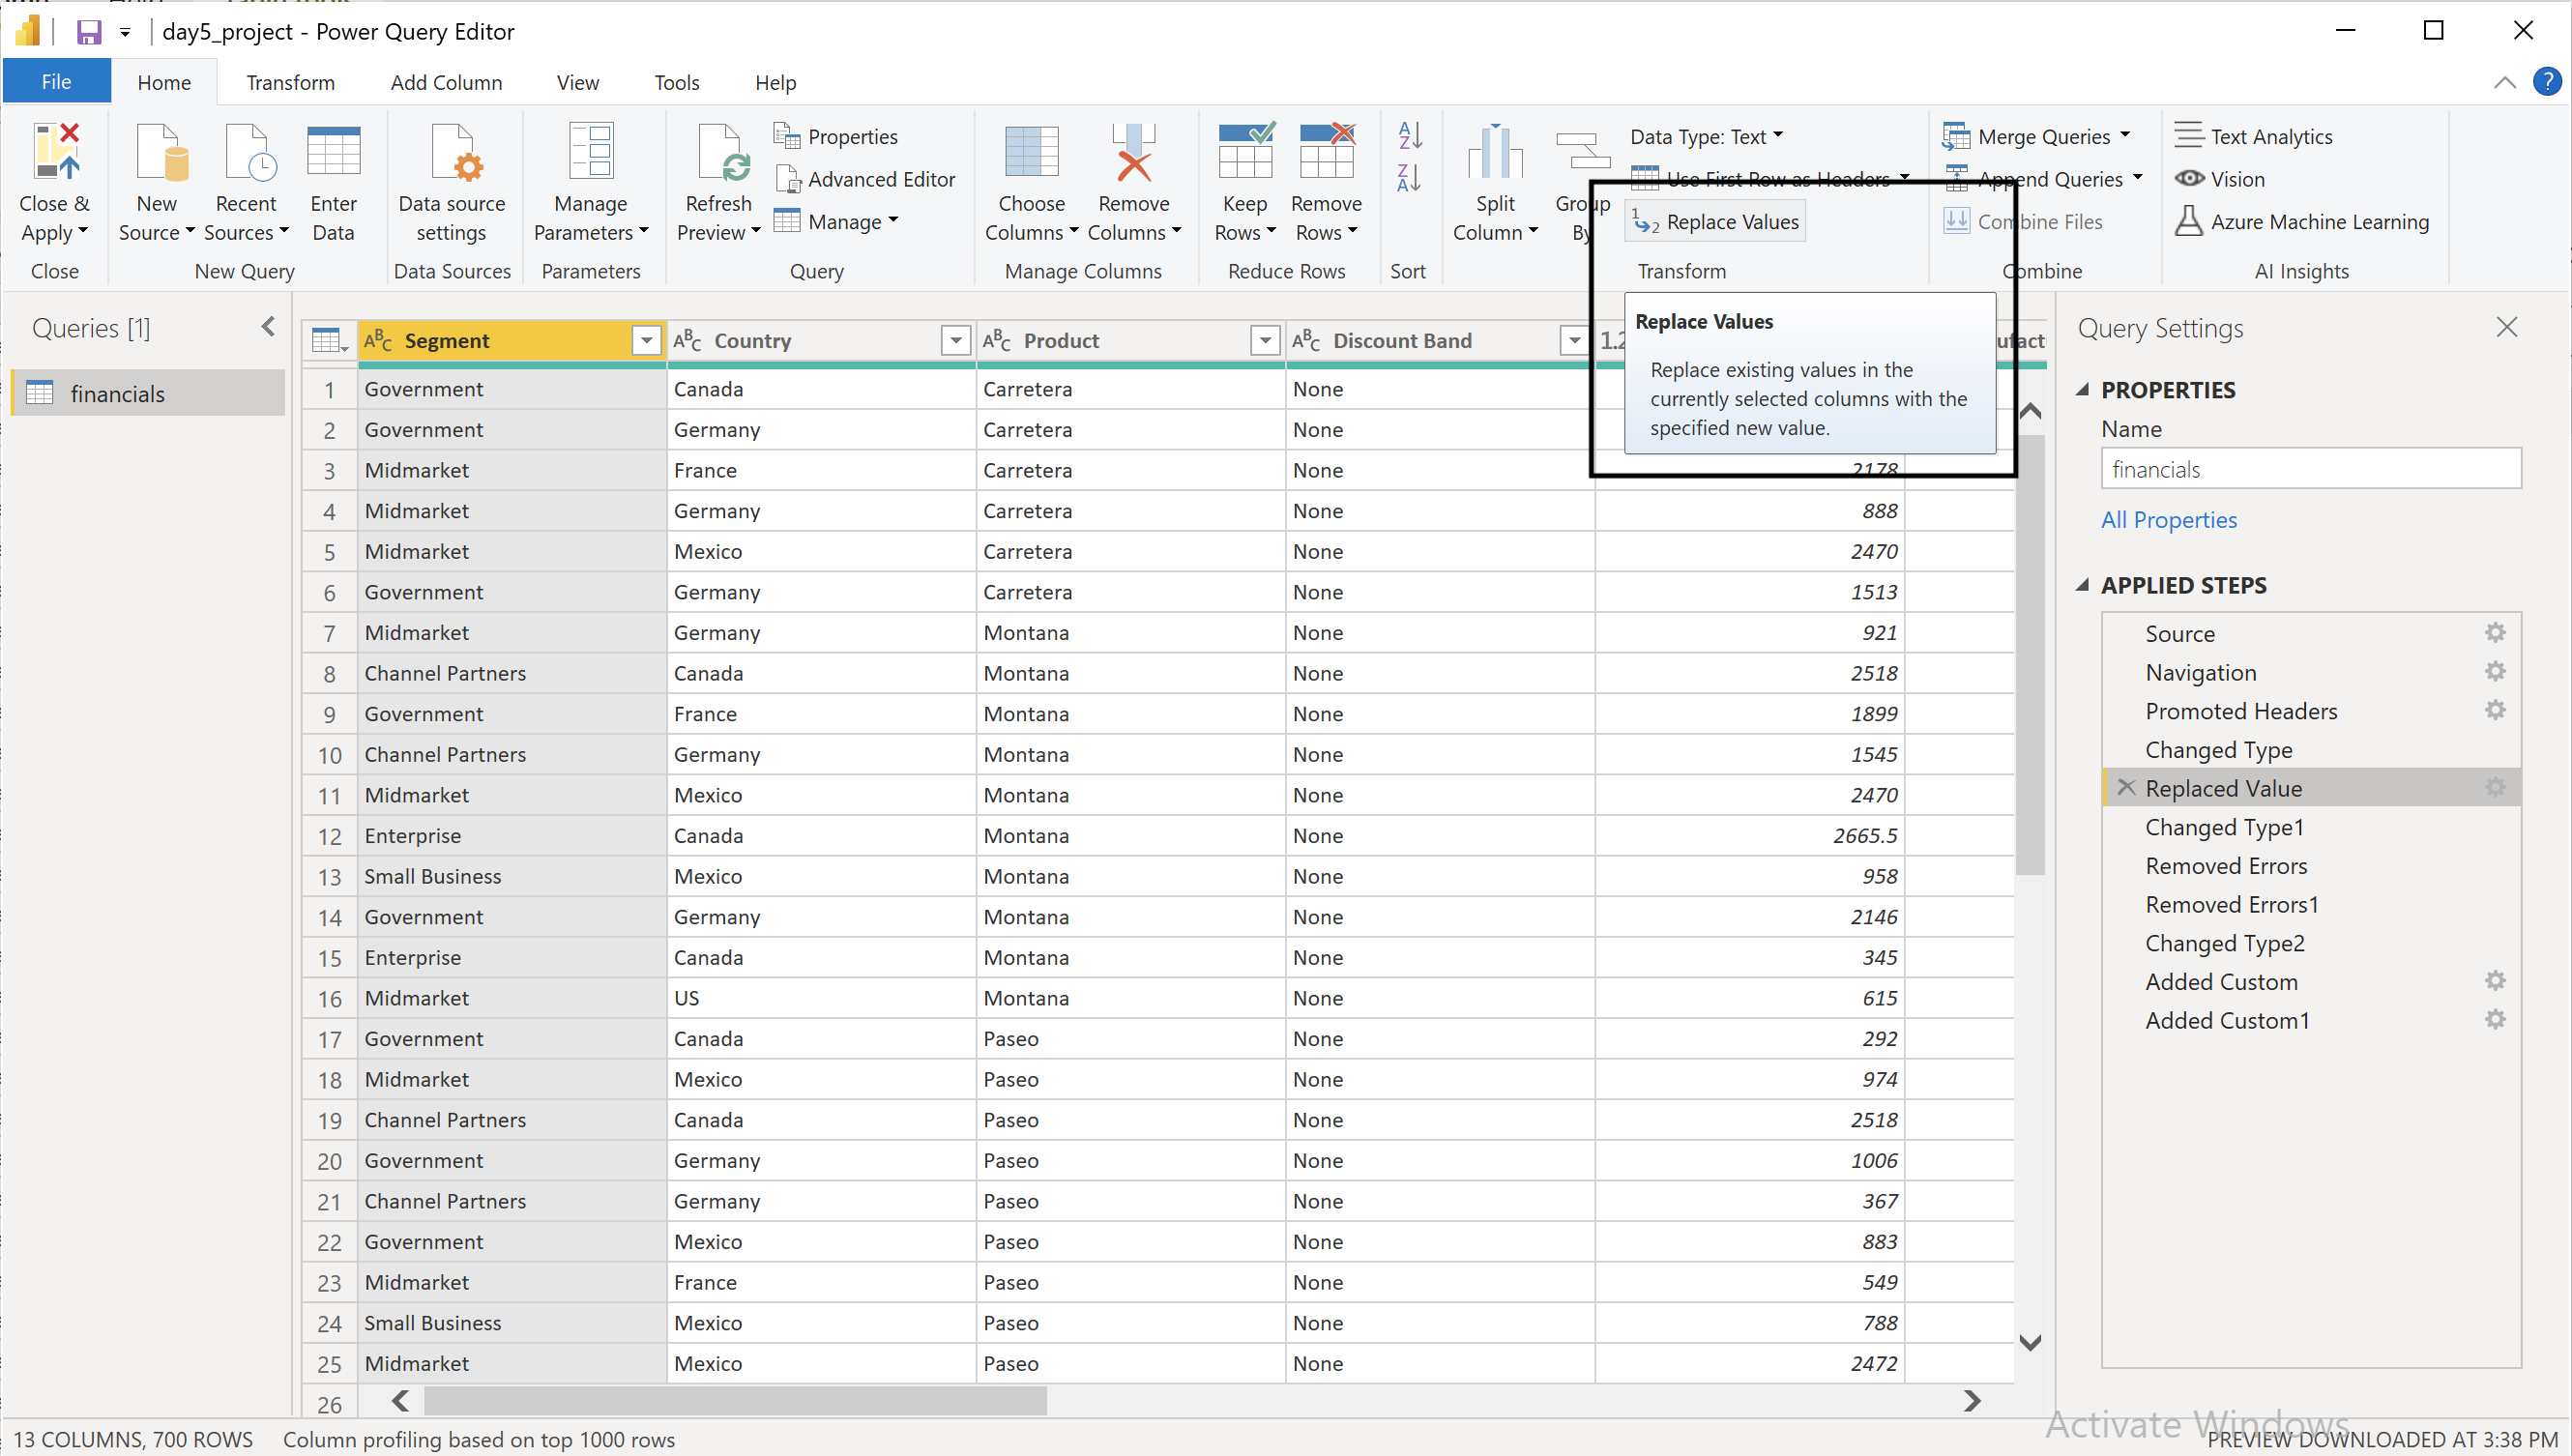 day5_project - Power Query Editor
File Home Transform Add Column View Tools Help
Close & Apply
New Source
Recent Sources
Enter Data
Data source settings
Manage Parameters
Refresh Preview
Properties
Advanced Editor
Manage
Choose Columns
Remove Columns
Keep Rows
Remove Rows
Split Column
Group By
Data Type: Text
Use First Row as Headers
Replace Values
Merge Queries
Append Queries
Combine Files
Text Analytics
Vision
Azure Machine Learning
Close New Query Data Sources Parameters Query Manage Columns Reduce Rows Sort Transform Combine AI Insights
Replace Values
Replace existing values in the
currently selected columns with the
specified new value.
Queries [1]
financials
Segment Country Product Discount Band 1.2
1 Government Canada Carretera None
2 Government Germany Carretera None
3 Midmarket France Carretera None 2178
4 Midmarket Germany Carretera None 888
5 Midmarket Mexico Carretera None 2470
6 Government Germany Carretera None 1513
7 Midmarket Germany Montana None 921
8 Channel Partners Canada Montana None 2518
9 Government France Montana None 1899
10 Channel Partners Germany Montana None 1545
11 Midmarket Mexico Montana None 2470
12 Enterprise Canada Montana None 2665.5
13 Small Business Mexico Montana None 958
14 Government Germany Montana None 2146
15 Enterprise Canada Montana None 345
16 Midmarket US Montana None 615
17 Government Canada Paseo None 292
18 Midmarket Mexico Paseo None 974
19 Channel Partners Canada Paseo None 2518
20 Government Germany Paseo None 1006
21 Channel Partners Germany Paseo None 367
22 Government Mexico Paseo None 883
23 Midmarket France Paseo None 549
24 Small Business Mexico Paseo None 788
25 Midmarket Mexico Paseo None 2472
26
Query Settings
PROPERTIES
Name
financials
All Properties
APPLIED STEPS
Source
Navigation
Promoted Headers
Changed Type
Replaced Value
Changed Type1
Removed Errors
Removed Errors1
Changed Type2
Added Custom
Added Custom1
Activate Windows
13 COLUMNS, 700 ROWS Column profiling based on top 1000 rows
PREVIEW DOWNLOADED AT 3:38 PM